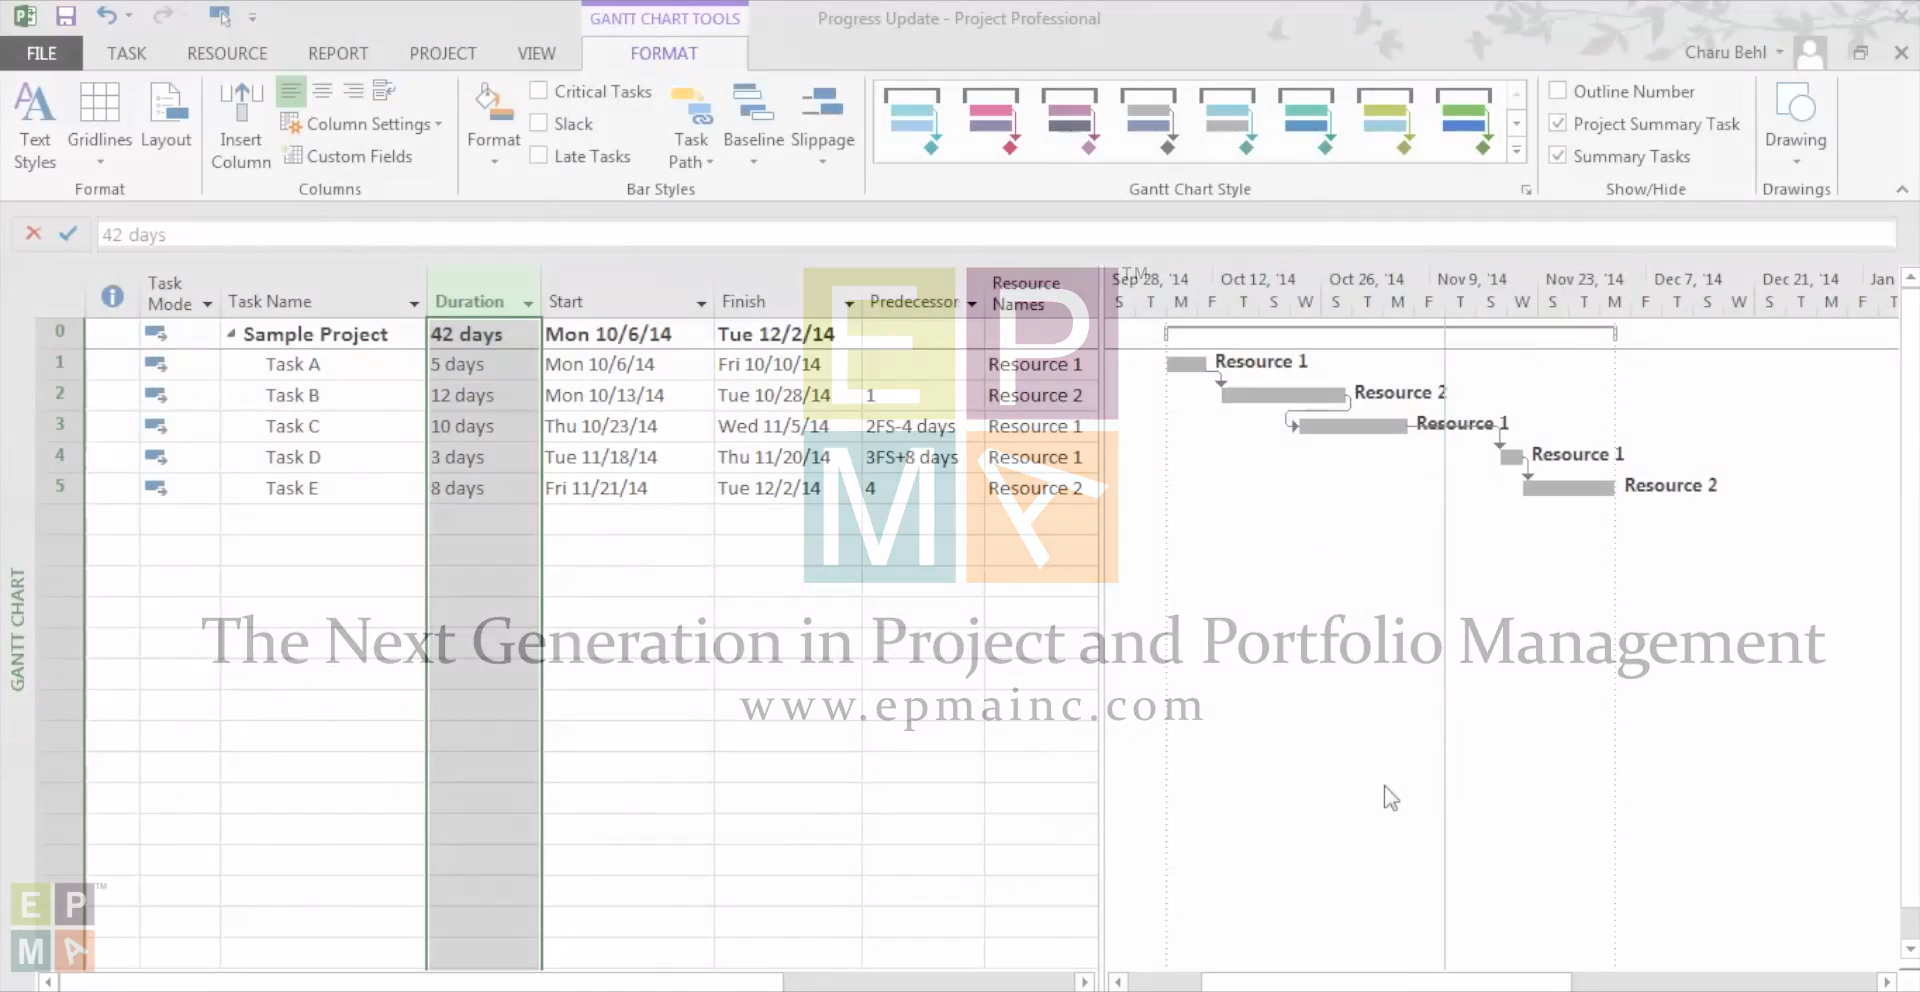 GANTT CHART TOOLS
Progress Update - Project Professional
FILE TASK RESOURCE REPORT PROJECT VIEW FORMAT
Charu Behl
Text Styles
Gridlines
Layout
Format
Insert Column
Column Settings
Custom Fields
Columns
Format
Critical Tasks
Slack
Late Tasks
Task Path
Baseline
Slippage
Bar Styles
Gantt Chart Style
Outline Number
Project Summary Task
Summary Tasks
Show/Hide
Drawing
Drawings
42 days
Task Mode Task Name Duration Start Finish Predecessor Resource Names
Sep 28, '14 Oct 12, '14 Oct 26, '14 Nov 9, '14 Nov 23, '14 Dec 7, '14 Dec 21, '14 Jan
S T M F T S W S T M F T S W S T M F T S W S T M F T
0 Sample Project 42 days Mon 10/6/14 Tue 12/2/14
1 Task A 5 days Mon 10/6/14 Fri 10/10/14 Resource 1
2 Task B 12 days Mon 10/13/14 Tue 10/28/14 1 Resource 2
3 Task C 10 days Thu 10/23/14 Wed 11/5/14 2FS-4 days Resource 1
4 Task D 3 days Tue 11/18/14 Thu 11/20/14 3FS+8 days Resource 1
5 Task E 8 days Fri 11/21/14 Tue 12/2/14 4 Resource 2
Resource 1
Resource 2
Resource 1
Resource 1
Resource 2
GANTT CHART
EP TM
MA
The Next Generation in Project and Portfolio Management
www.epmainc.com
EP TM
MA